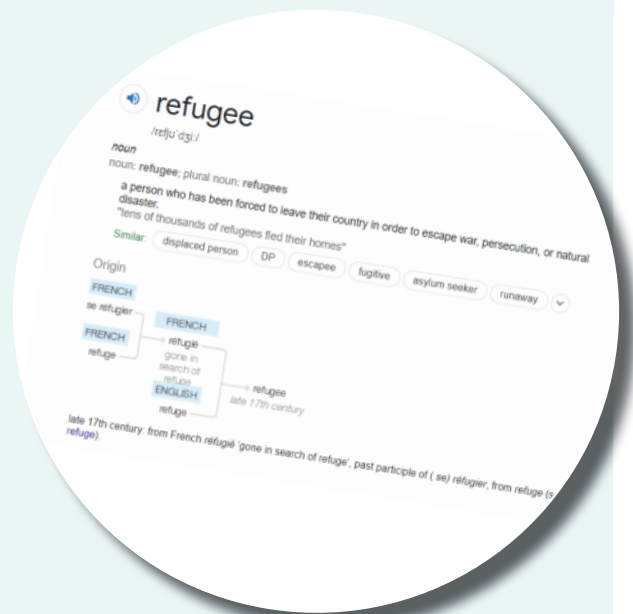 refugee
/ˌrɛfjʊˈdʒiː/
noun
noun: refugee; plural noun: refugees
a person who has been forced to leave their country in order to escape war, persecution, or natural
disaster.
"tens of thousands of refugees fled their homes"
Similar: displaced person DP escapee fugitive asylum seeker runaway
Origin
FRENCH
se réfugier
FRENCH
refuge
FRENCH
réfugié
gone in
search of
refuge
ENGLISH
refuge
refugee
late 17th century
late 17th century: from French réfugié 'gone in search of refuge', past participle of ( se) réfugier, from refuge (s
refuge).